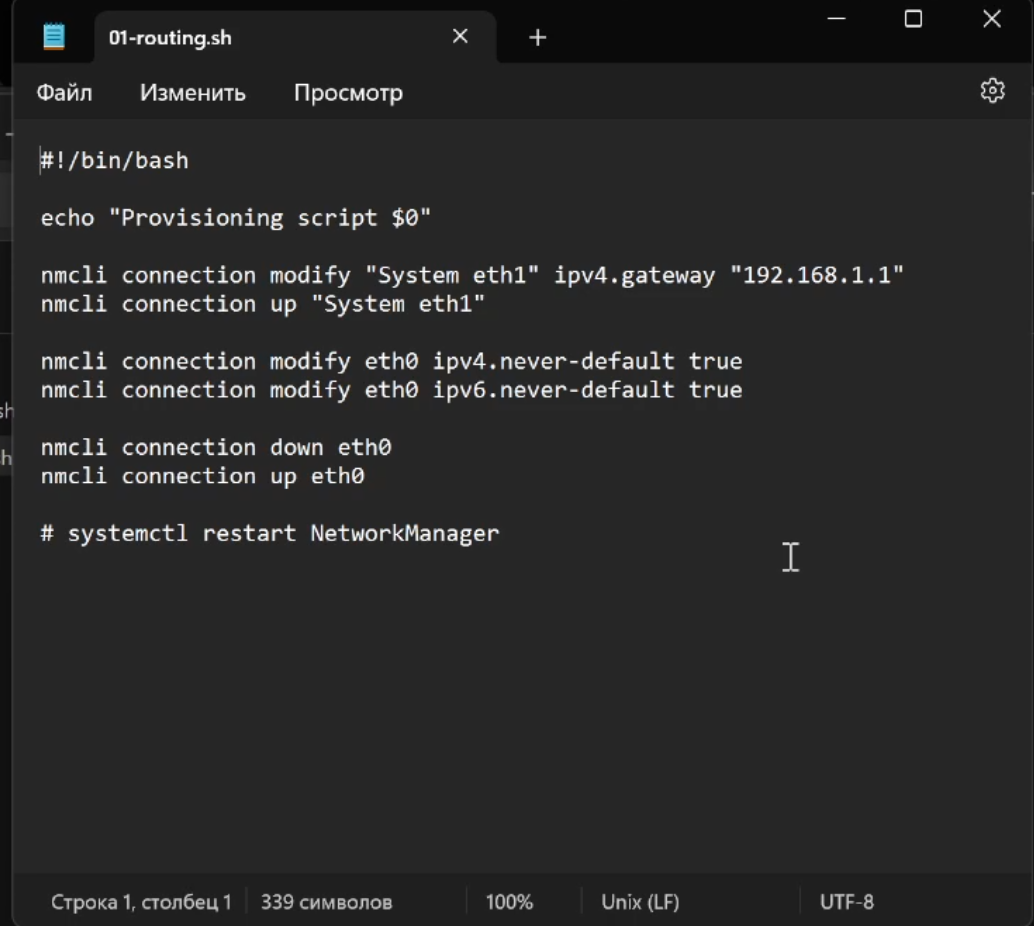 01-routing.sh
Файл Изменить Просмотр
#!/bin/bash
echo "Provisioning script $0"
nmcli connection modify "System eth1" ipv4.gateway "192.168.1.1"
nmcli connection up "System eth1"
nmcli connection modify eth0 ipv4.never-default true
nmcli connection modify eth0 ipv6.never-default true
nmcli connection down eth0
nmcli connection up eth0
# systemctl restart NetworkManager
Строка 1, столбец 1 339 символов 100% Unix (LF) UTF-8